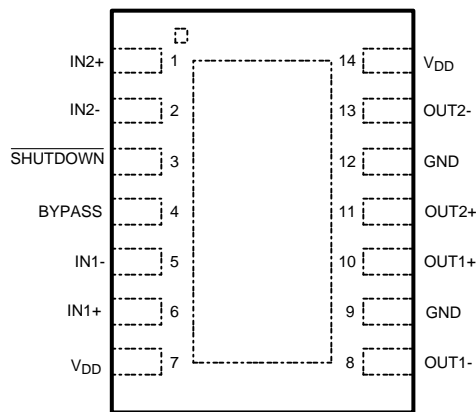 IN2+ 1 14 VDD
IN2- 2 13 OUT2-
SHUTDOWN 3 12 GND
BYPASS 4 11 OUT2+
IN1- 5 10 OUT1+
IN1+ 6 9 GND
VDD 7 8 OUT1-